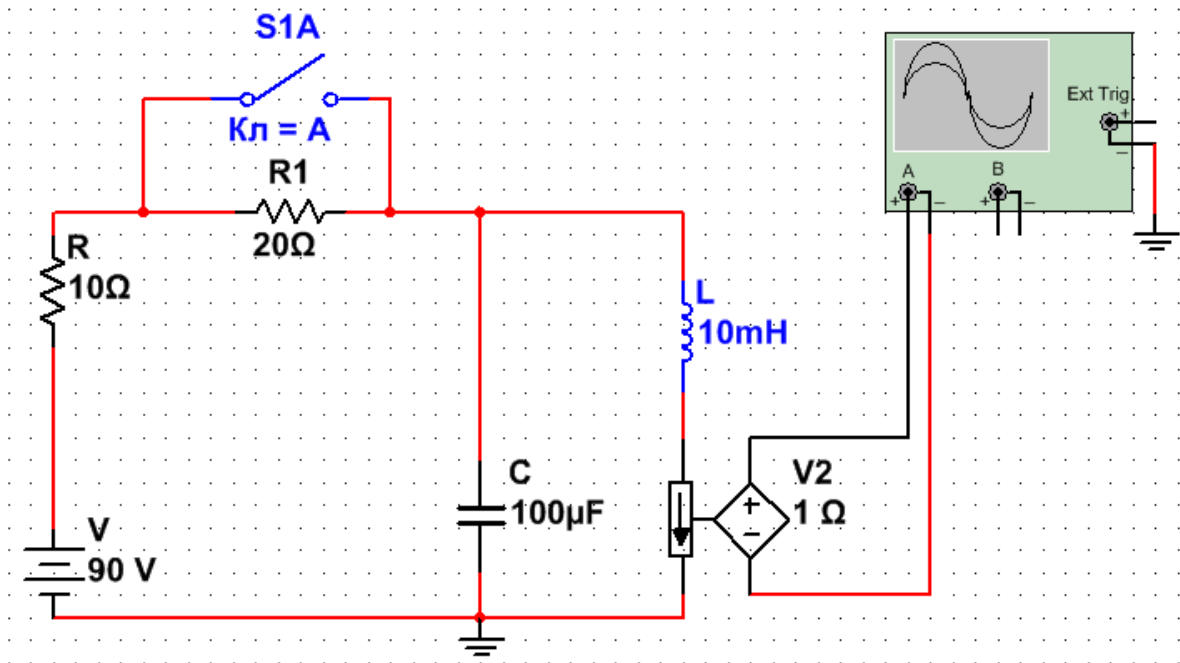 S1A
Кл = A
R1
20Ω
R
10Ω
L
10mH
C
100µF
V
90 V
V2
1 Ω
Ext Trig
+
−
A
B
+
−
+
−
+
−